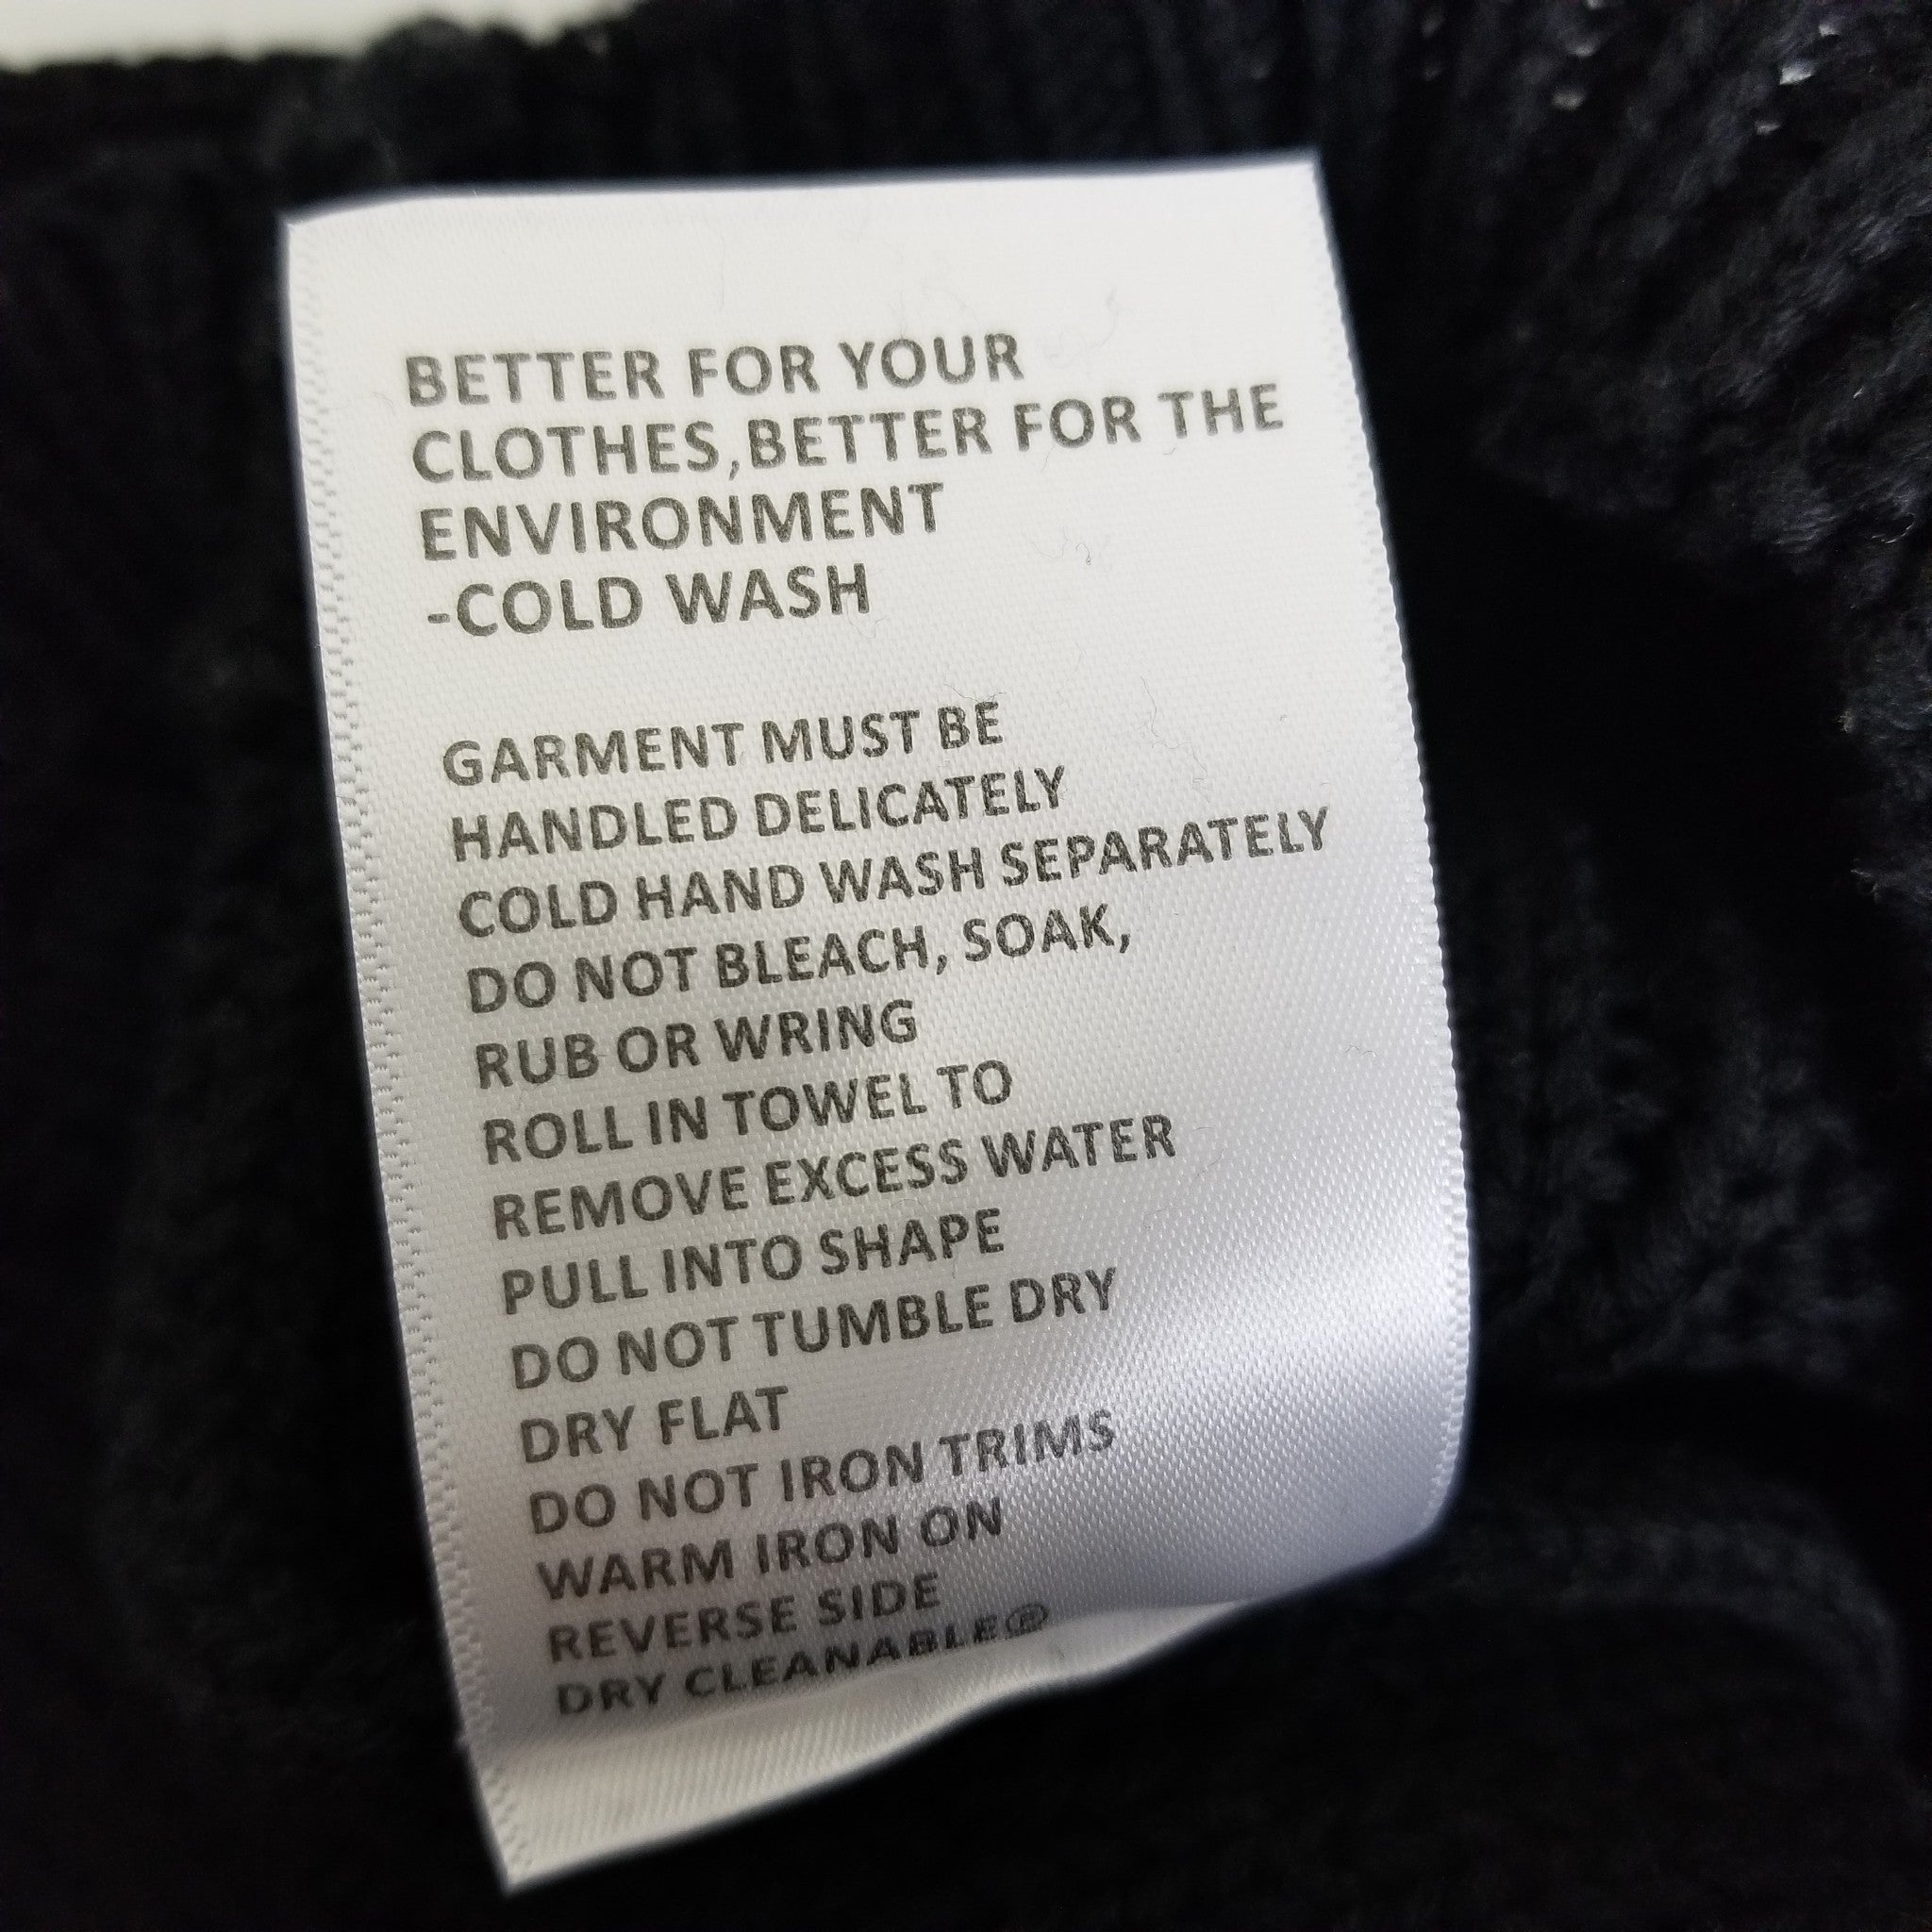 BETTER FOR YOUR
CLOTHES,BETTER FOR THE
ENVIRONMENT
-COLD WASH
GARMENT MUST BE
HANDLED DELICATELY
COLD HAND WASH SEPARATELY
DO NOT BLEACH, SOAK,
RUB OR WRING
ROLL IN TOWEL TO
REMOVE EXCESS WATER
PULL INTO SHAPE
DO NOT TUMBLE DRY
DRY FLAT
DO NOT IRON TRIMS
WARM IRON ON
REVERSE SIDE
DRY CLEANABLEⓅ